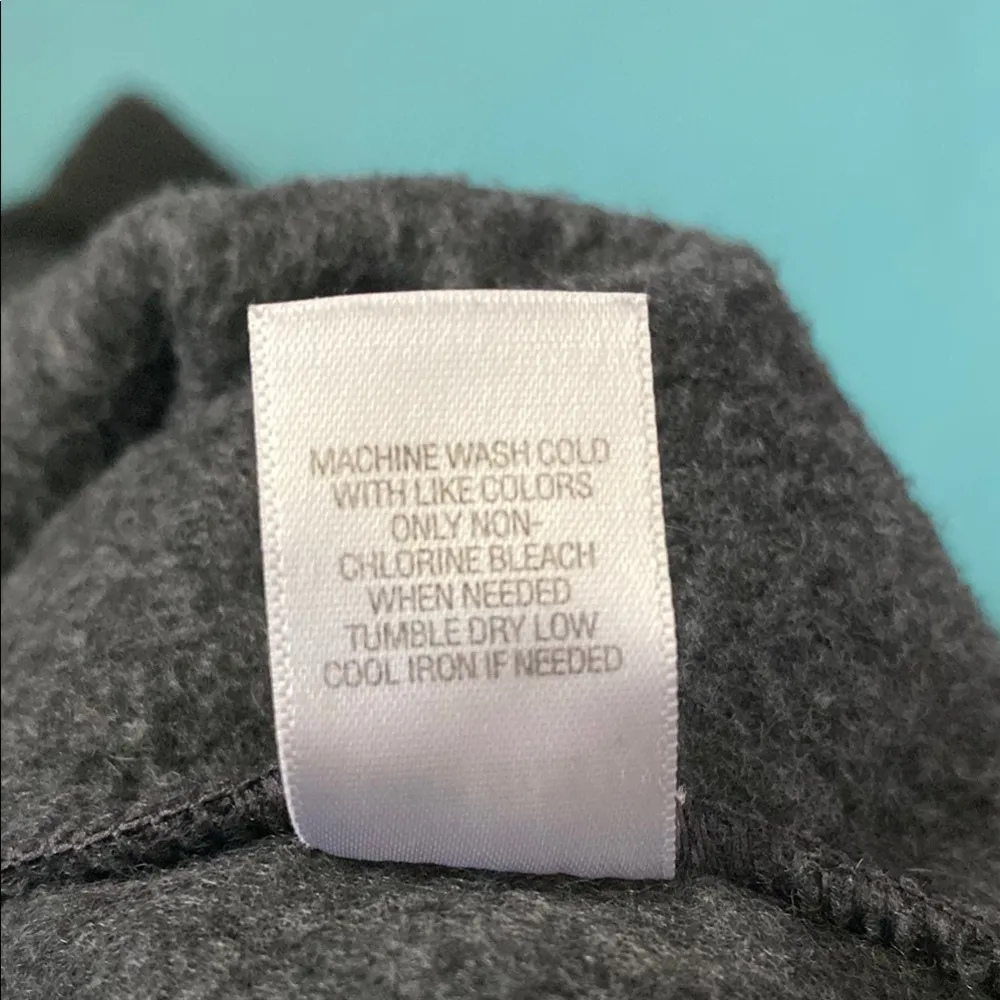 MACHINE WASH COLD
WITH LIKE COLORS
ONLY NON-
CHLORINE BLEACH
WHEN NEEDED
TUMBLE DRY LOW
COOL IRON IF NEEDED